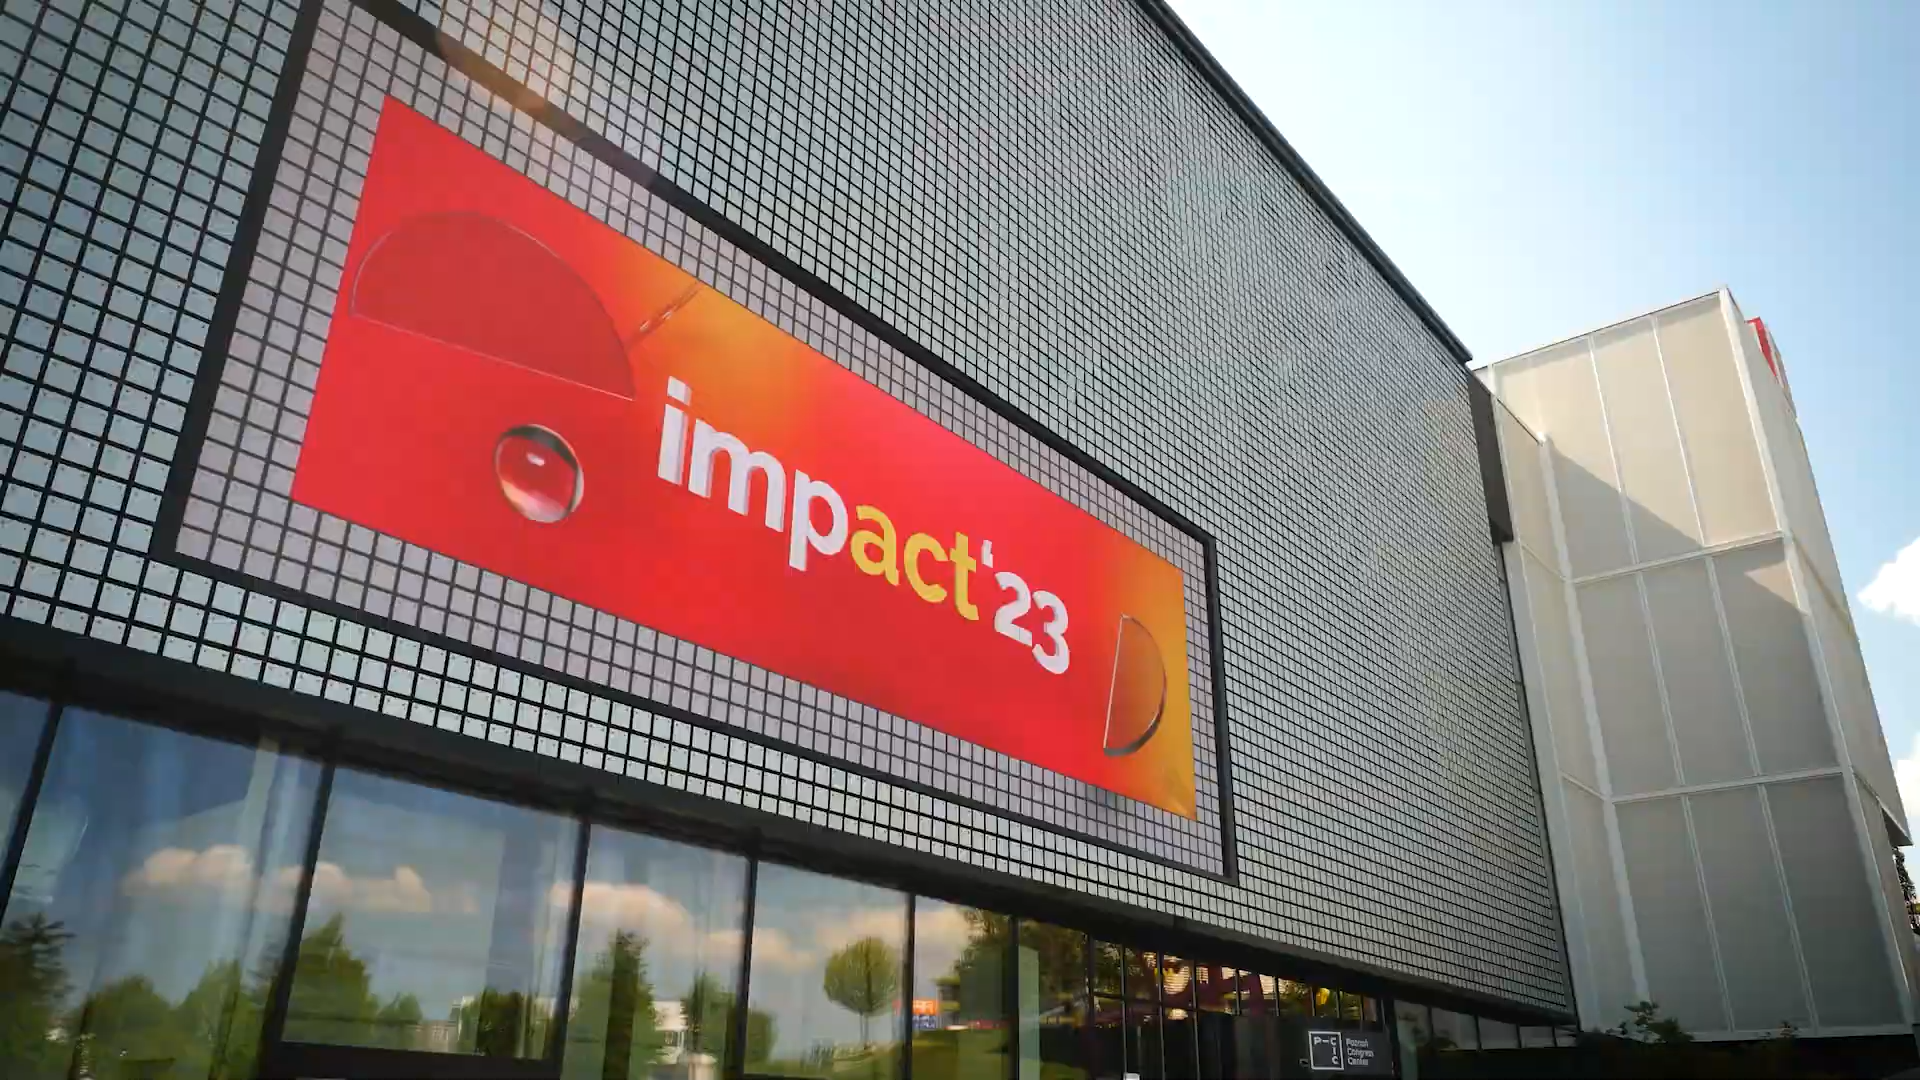 impact‘23
P-C
I
C
Poznań
Congress
Center